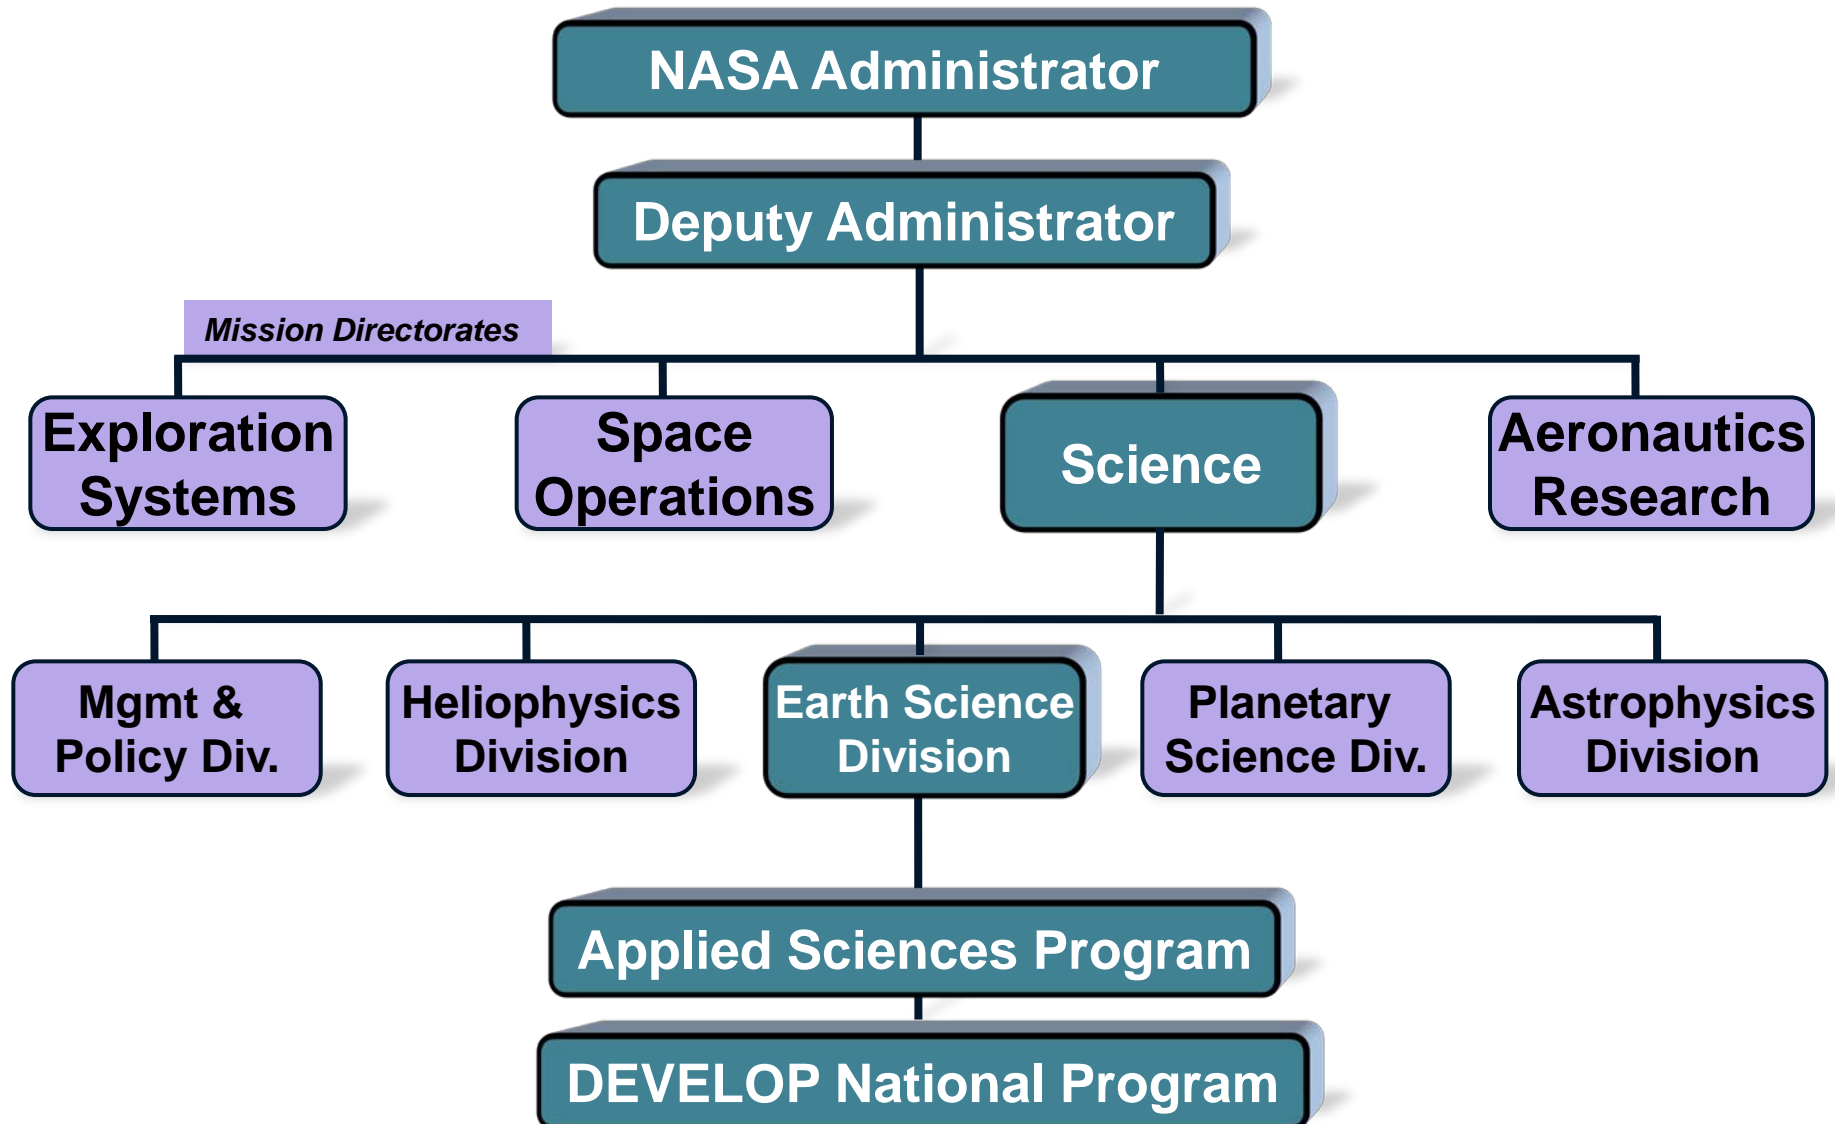 NASA Administrator
Deputy Administrator
Mission Directorates
Exploration
Systems
Space
Operations
Science
Aeronautics
Research
Mgmt &
Policy Div.
Heliophysics
Division
Earth Science
Division
Planetary
Science Div.
Astrophysics
Division
Applied Sciences Program
DEVELOP National Program